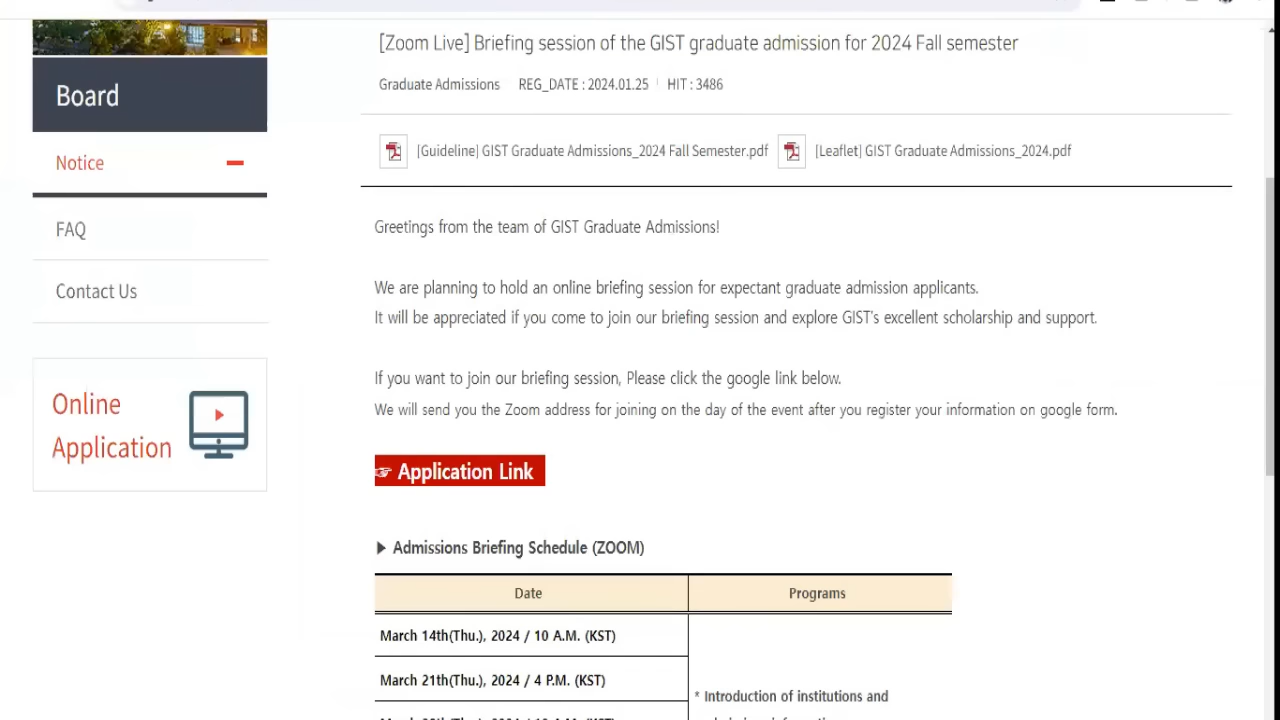 [Zoom Live] Briefing session of the GIST graduate admission for 2024 Fall semester
Board
Graduate Admissions REG_DATE : 2024.01.25 HIT : 3486
Notice
[Guideline] GIST Graduate Admissions_2024 Fall Semester.pdf [Leaflet] GIST Graduate Admissions_2024.pdf
FAQ
Contact Us
Online
Application
Greetings from the team of GIST Graduate Admissions!
We are planning to hold an online briefing session for expectant graduate admission applicants.
It will be appreciated if you come to join our briefing session and explore GIST's excellent scholarship and support.
If you want to join our briefing session, Please click the google link below.
We will send you the Zoom address for joining on the day of the event after you register your information on google form.
☞ Application Link
▶ Admissions Briefing Schedule (ZOOM)
Date Programs
March 14th(Thu.), 2024 / 10 A.M. (KST)
March 21th(Thu.), 2024 / 4 P.M. (KST)
* Introduction of institutions and